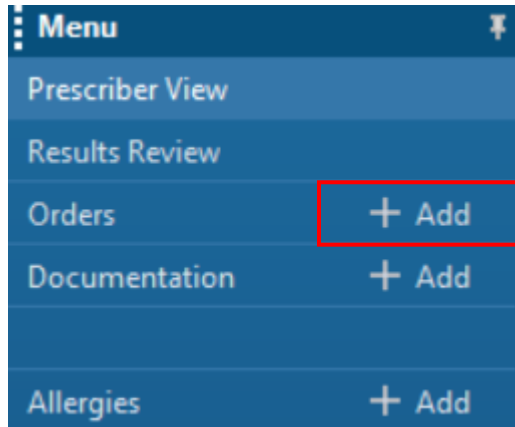 Menu
Prescriber View
Results Review
Orders + Add
Documentation + Add
Allergies + Add